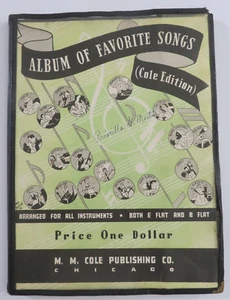 ALBUM OF FAVORITE SONGS
(Cole Edition)
ARRANGED FOR ALL INSTRUMENTS • BOTH E FLAT AND B FLAT
Price One Dollar
M. M. COLE PUBLISHING CO.
CHICAGO